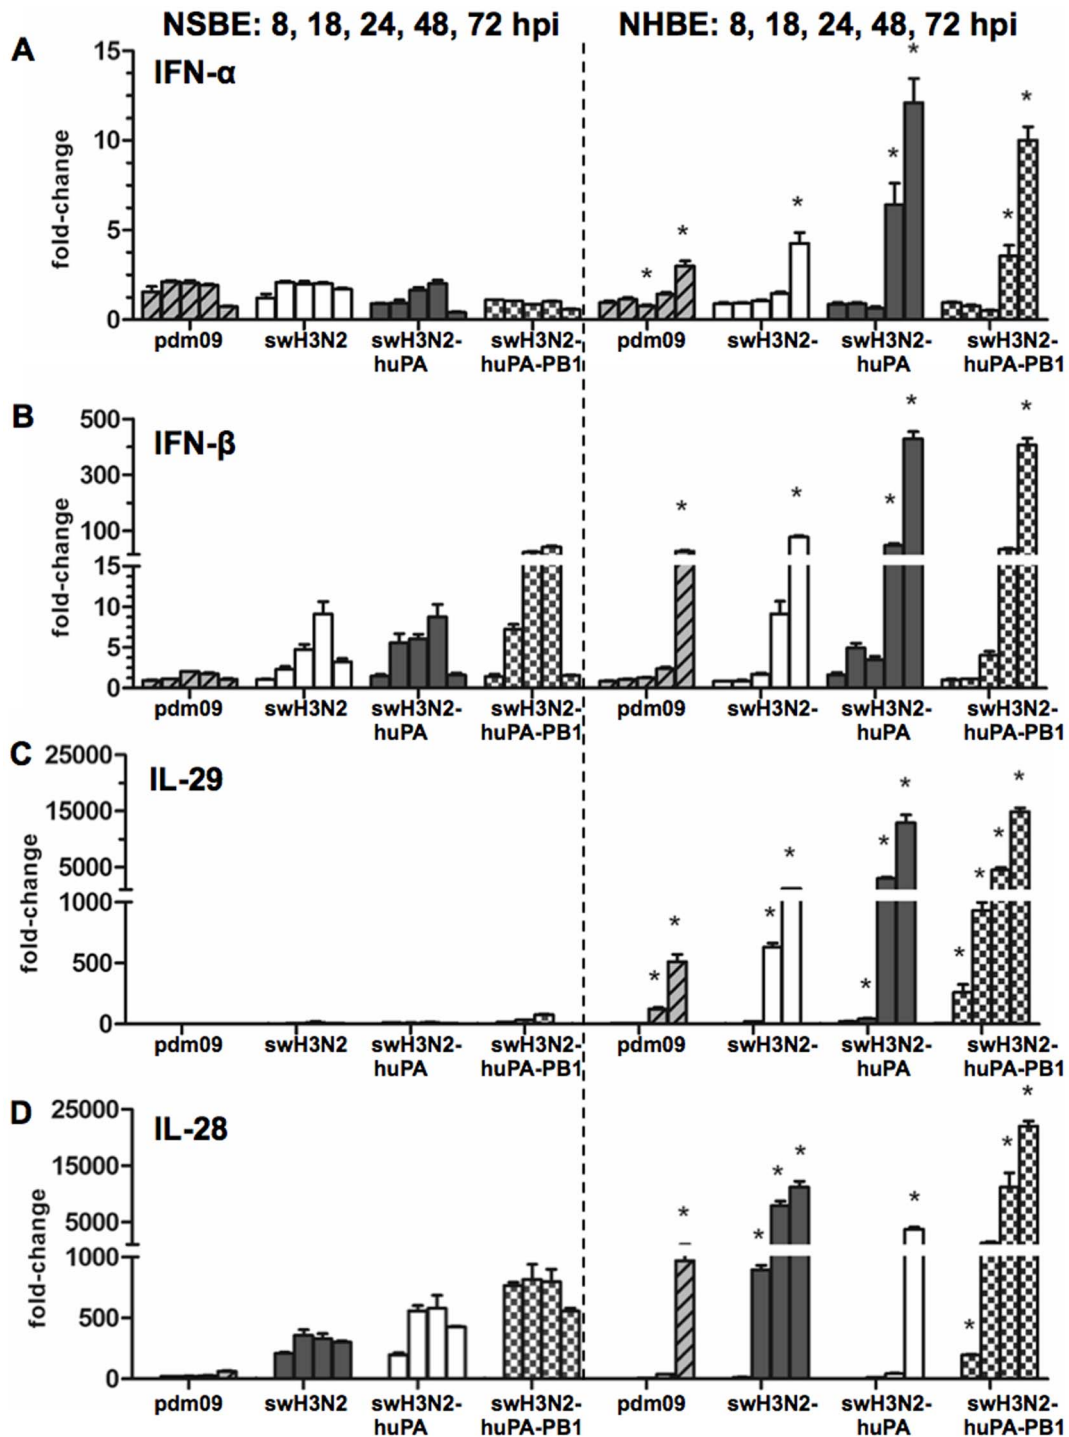 NSBE: 8, 18, 24, 48, 72 hpi NHBE: 8, 18, 24, 48, 72 hpi
A
IFN-α
fold-change
15
10
5
0
* * * * * * *
pdm09 swH3N2 swH3N2-huPA swH3N2-huPA-PB1 pdm09 swH3N2- swH3N2-huPA swH3N2-huPA-PB1
B
IFN-β
fold-change
500
300
100
15
10
5
0
* * * * *
pdm09 swH3N2 swH3N2-huPA swH3N2-huPA-PB1 pdm09 swH3N2- swH3N2-huPA swH3N2-huPA-PB1
C
IL-29
fold-change
25000
15000
5000
1000
500
0
* * * * * * * * * * *
pdm09 swH3N2 swH3N2-huPA swH3N2-huPA-PB1 pdm09 swH3N2- swH3N2-huPA swH3N2-huPA-PB1
D
IL-28
fold-change
25000
15000
5000
1000
500
0
* * * * * * * *
pdm09 swH3N2 swH3N2-huPA swH3N2-huPA-PB1 pdm09 swH3N2- swH3N2-huPA swH3N2-huPA-PB1